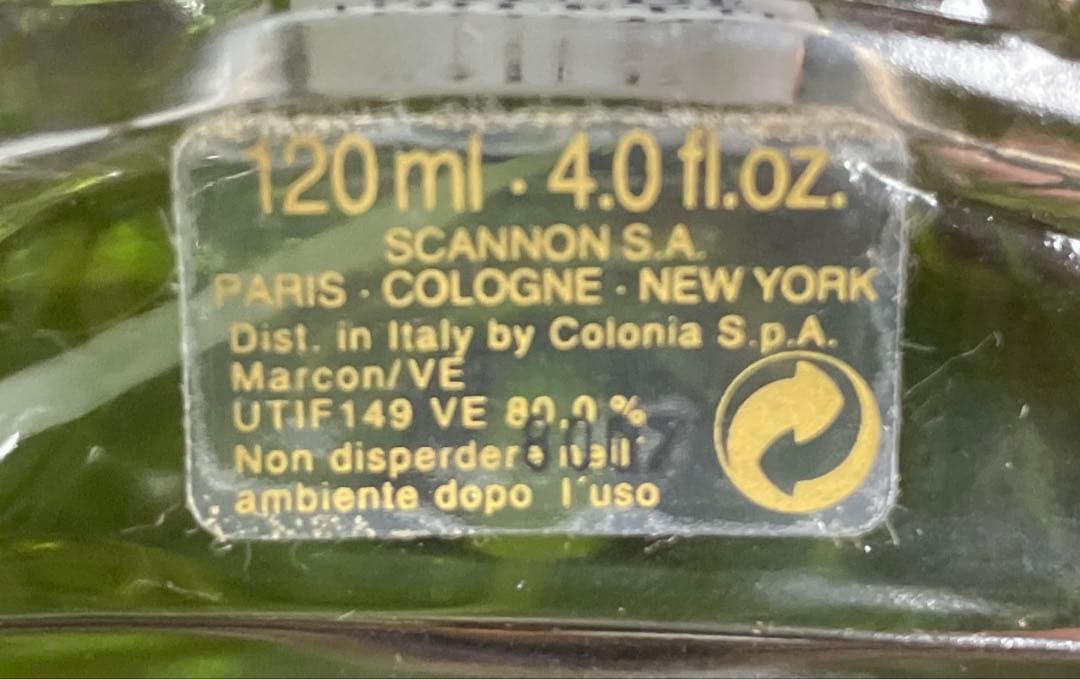 120 ml · 4.0 fl.oz.
SCANNON S.A.
PARIS · COLOGNE · NEW YORK
Dist. in Italy by Colonia S.p.A.
Marcon/VE
UTIF149 VE 80.0 %
Non disperdere nell'
ambiente dopo l'uso